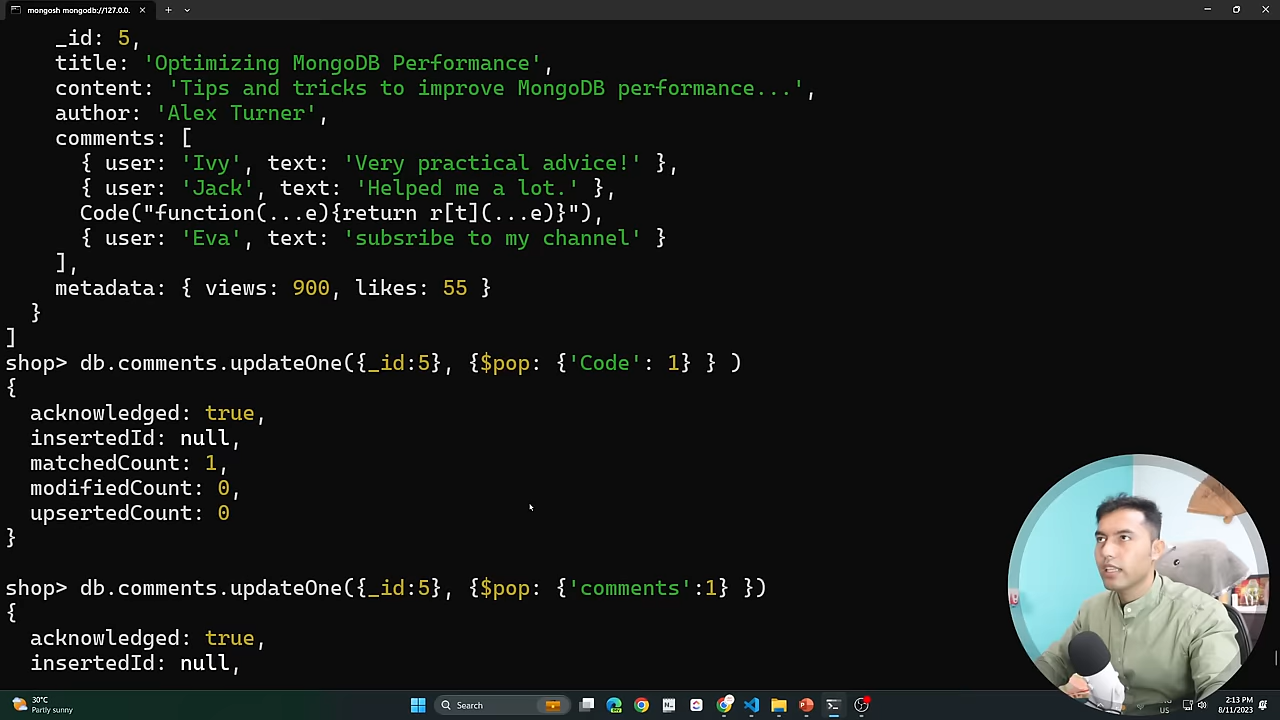 mongosh mongodb://127.0.0.
_id: 5,
title: 'Optimizing MongoDB Performance',
content: 'Tips and tricks to improve MongoDB performance...',
author: 'Alex Turner',
comments: [
{ user: 'Ivy', text: 'Very practical advice!' },
{ user: 'Jack', text: 'Helped me a lot.' },
Code("function(...e){return r[t](...e)}"),
{ user: 'Eva', text: 'subsribe to my channel' }
],
metadata: { views: 900, likes: 55 }
}
]
shop> db.comments.updateOne({_id:5}, {$pop: {'Code': 1} } )
{
acknowledged: true,
insertedId: null,
matchedCount: 1,
modifiedCount: 0,
upsertedCount: 0
}
shop> db.comments.updateOne({_id:5}, {$pop: {'comments':1} })
{
acknowledged: true,
insertedId: null,
30°C
Partly sunny
Search
US
2:13 PM
8/11/2023